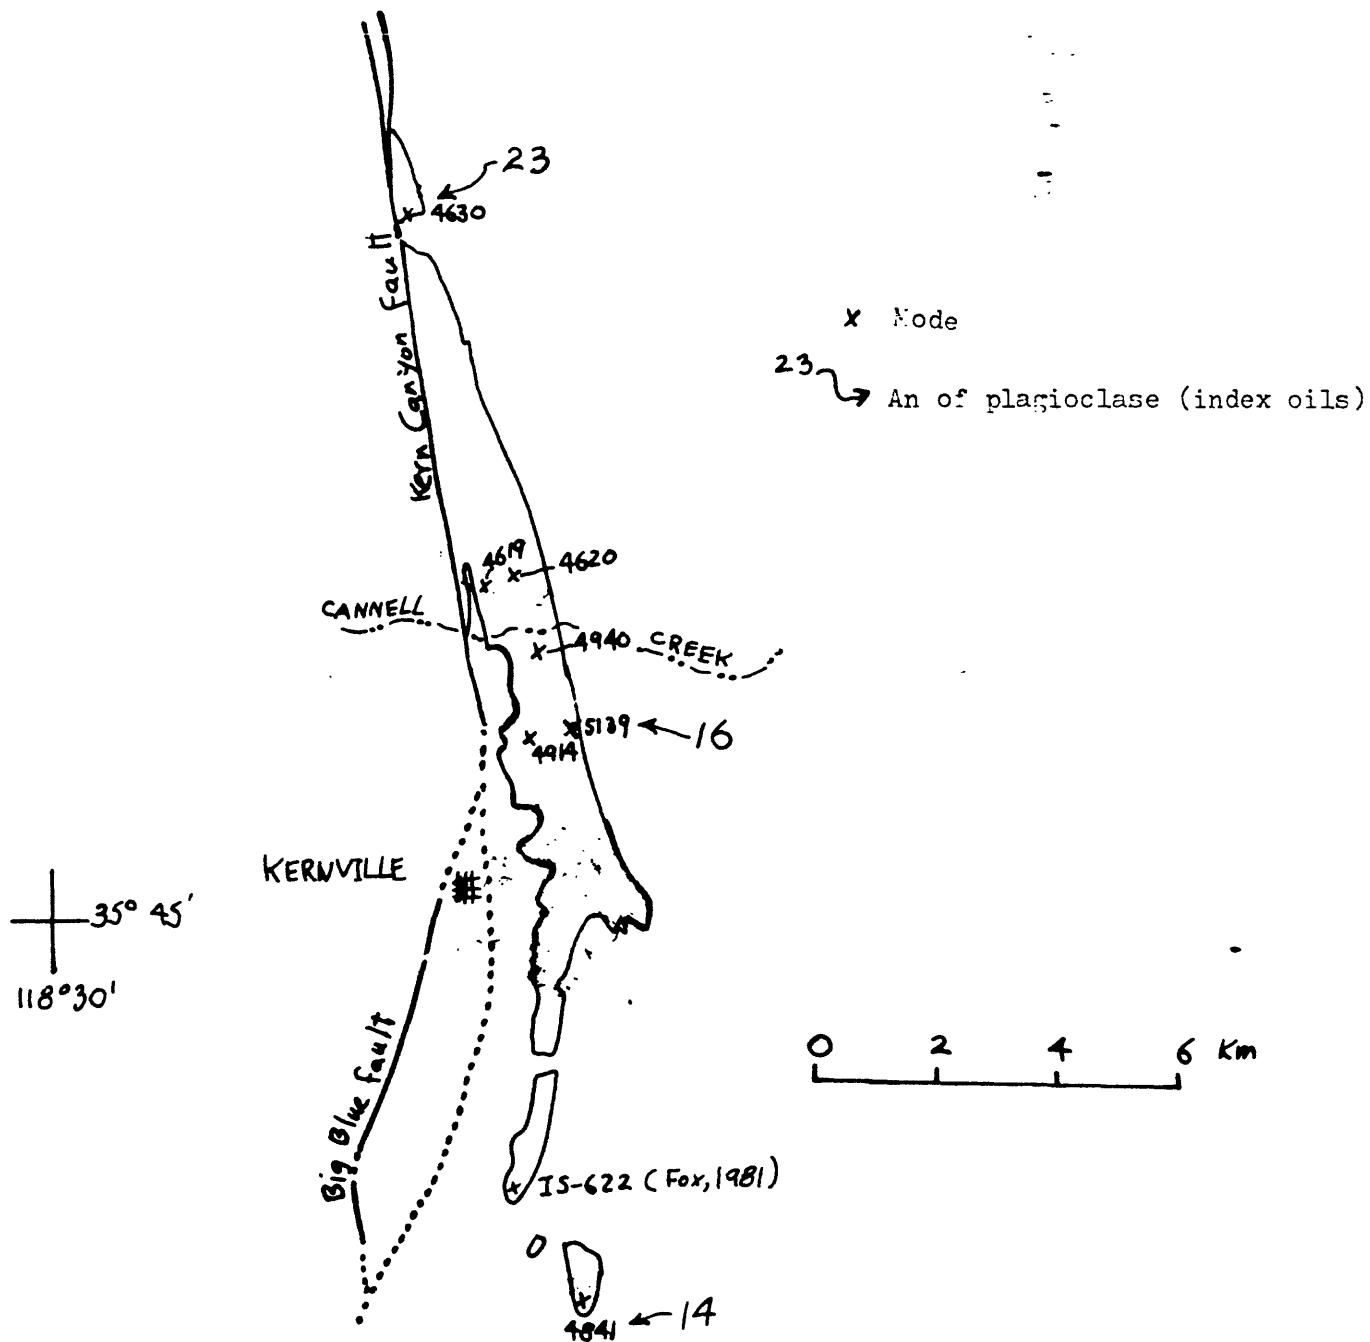 23
4630
Kern Canyon fault
x Mode
23
An of plagioclase (index oils)
4619
4620
CANNELL
4940
CREEK
5139
16
4914
KERNVILLE
35° 45'
118°30'
0 2 4 6 Km
Big Blue fault
IS-622 (Fox, 1981)
4841
14